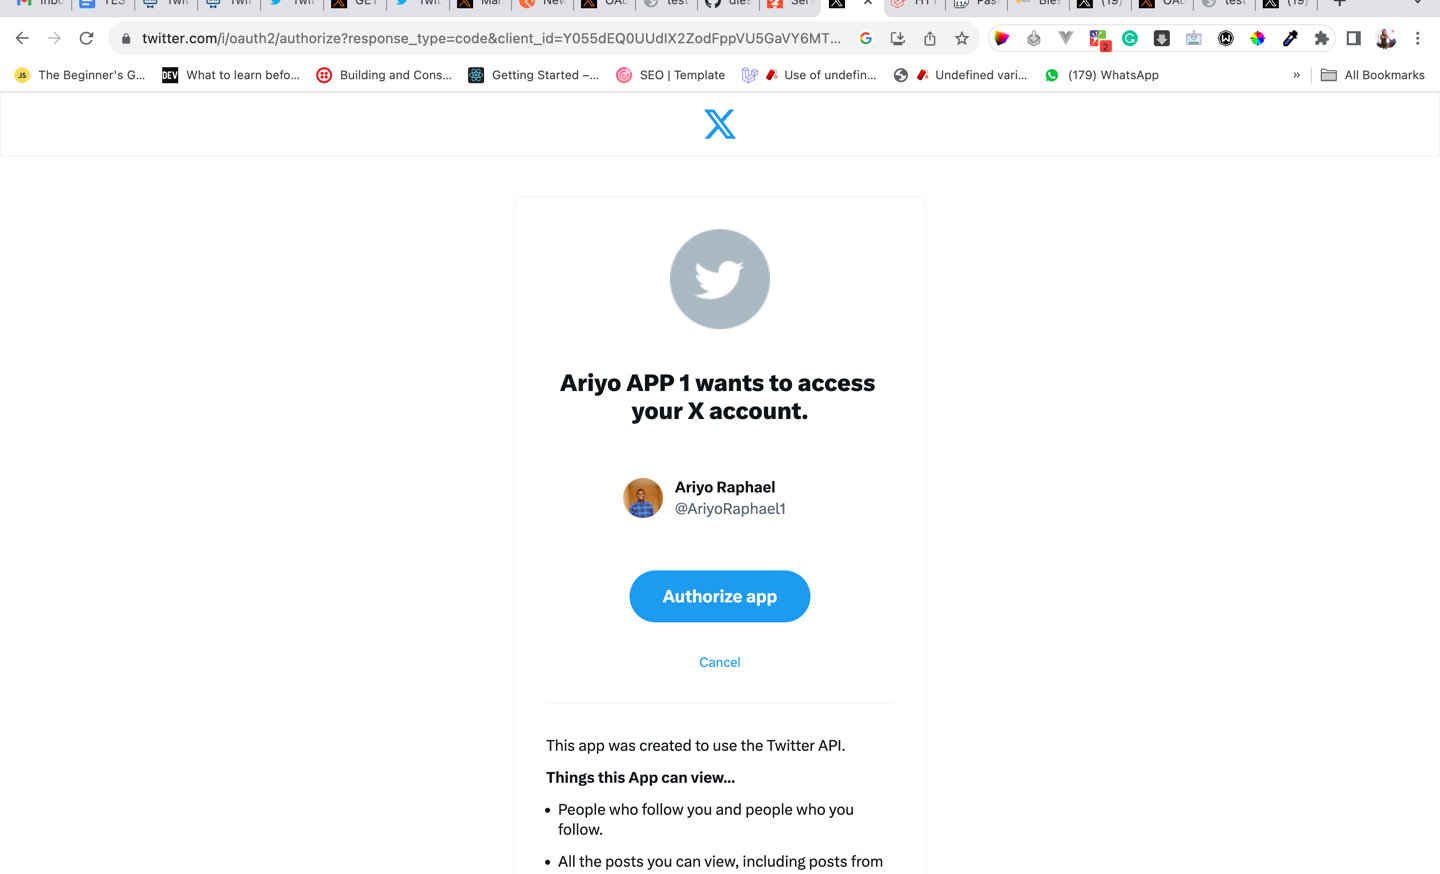 Inbo TES Twit Twit Twit GET Twit Mar New OAu test dies Ser HTT Pas Bles (19) OAu test (19)
twitter.com/i/oauth2/authorize?response_type=code&client_id=Y055dEQ0UUdlX2ZodFppVU5GaVY6MT...
2
The Beginner's G... What to learn befo... Building and Cons... Getting Started –... SEO | Template Use of undefin... Undefined vari... (179) WhatsApp » All Bookmarks
Ariyo APP 1 wants to access
your X account.
Ariyo Raphael
@AriyoRaphael1
Authorize app
Cancel
This app was created to use the Twitter API.
Things this App can view...
• People who follow you and people who you
follow.
• All the posts you can view, including posts from